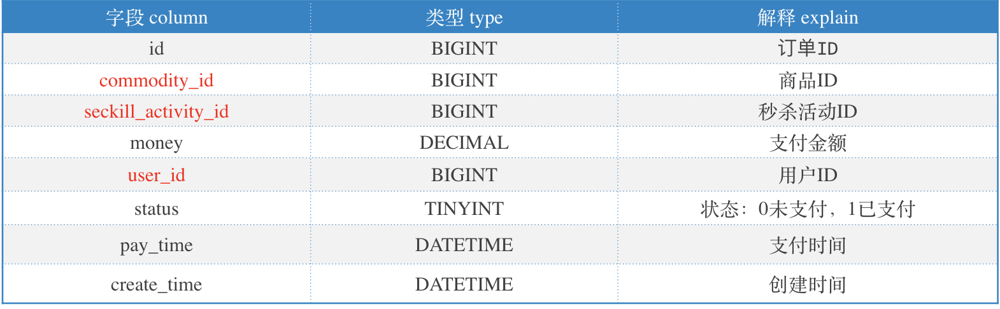 字段 column 类型 type 解释 explain
id BIGINT 订单ID
commodity_id BIGINT 商品ID
seckill_activity_id BIGINT 秒杀活动ID
money DECIMAL 支付金额
user_id BIGINT 用户ID
status TINYINT 状态：0未支付，1已支付
pay_time DATETIME 支付时间
create_time DATETIME 创建时间